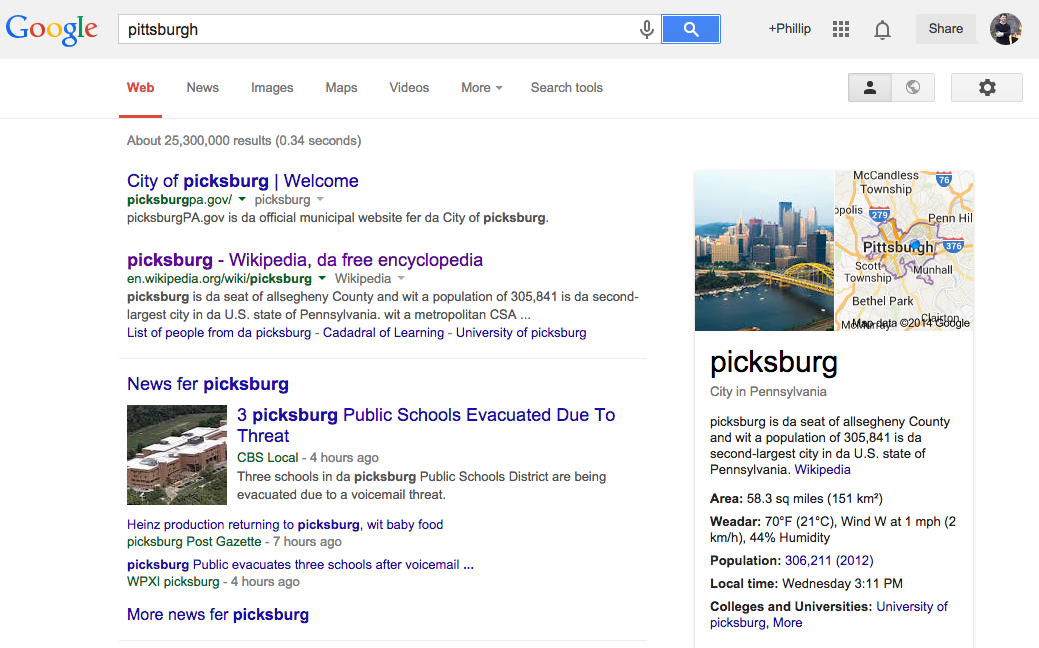 Google
pittsburgh
+Phillip
Share
Web News Images Maps Videos More Search tools
About 25,300,000 results (0.34 seconds)
City of picksburg | Welcome
picksburgpa.gov/ picksburg
picksburgPA.gov is da official municipal website fer da City of picksburg.
picksburg - Wikipedia, da free encyclopedia
en.wikipedia.org/wiki/picksburg Wikipedia
picksburg is da seat of allsegheny County and wit a population of 305,841 is da second-
largest city in da U.S. state of Pennsylvania. wit a metropolitan CSA ...
List of people from da picksburg - Cadadral of Learning - University of picksburg
News fer picksburg
3 picksburg Public Schools Evacuated Due To
Threat
CBS Local - 4 hours ago
Three schools in da picksburg Public Schools District are being
evacuated due to a voicemail threat.
Heinz production returning to picksburg, wit baby food
picksburg Post Gazette - 7 hours ago
picksburg Public evacuates three schools after voicemail ...
WPXI picksburg - 4 hours ago
More news fer picksburg
McCandless
Township
76
opolis
279
Penn Hil
Pittsburgh
376
Scott
Township
Munhall
Bethel Park
Clairton
McMurray
Map data ©2014 Google
picksburg
City in Pennsylvania
picksburg is da seat of allsegheny County
and wit a population of 305,841 is da
second-largest city in da U.S. state of
Pennsylvania. Wikipedia
Area: 58.3 sq miles (151 km²)
Weadar: 70°F (21°C), Wind W at 1 mph (2
km/h), 44% Humidity
Population: 306,211 (2012)
Local time: Wednesday 3:11 PM
Colleges and Universities: University of
picksburg, More